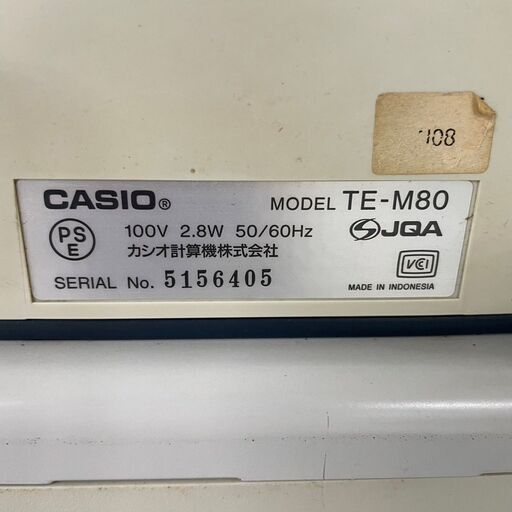 108
CASIO® MODEL TE-M80
PS E 100V 2.8W 50/60Hz JQA
カシオ計算機株式会社
VCI
SERIAL No. 5156405 MADE IN INDONESIA